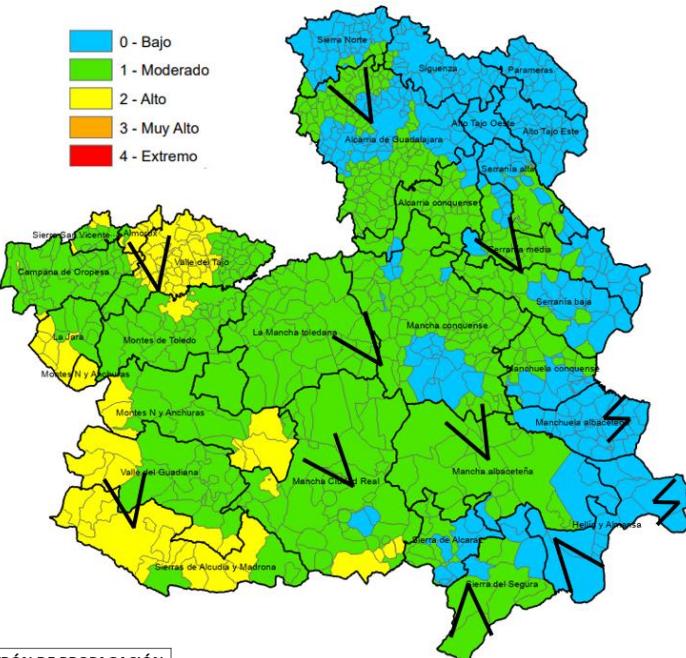 0 - Bajo
1 - Moderado
2 - Alto
3 - Muy Alto
4 - Extremo
Sierra Norte
Siguenza
Parameras
Alto Tajo Oeste
Alto Tajo Este
Alcarria de Guadalajara
Serranía alta
Alcarria conquense
Serranía media
Sierra San Vicente
Almorox
Valle del Tajo
Campana de Oropesa
Serranía baja
La Mancha toledana
Mancha conquense
La Jara
Montes de Toledo
Montes N y Anchuras
Manchuela conquense
Montes N y Anchuras
Manchuela albaceteña
Valle del Guadiana
Mancha Ciudad Real
Mancha albaceteña
Hellín y Almansa
Sierra de Alcaraz
Sierras de Alcudia y Madrona
Sierra del Segura